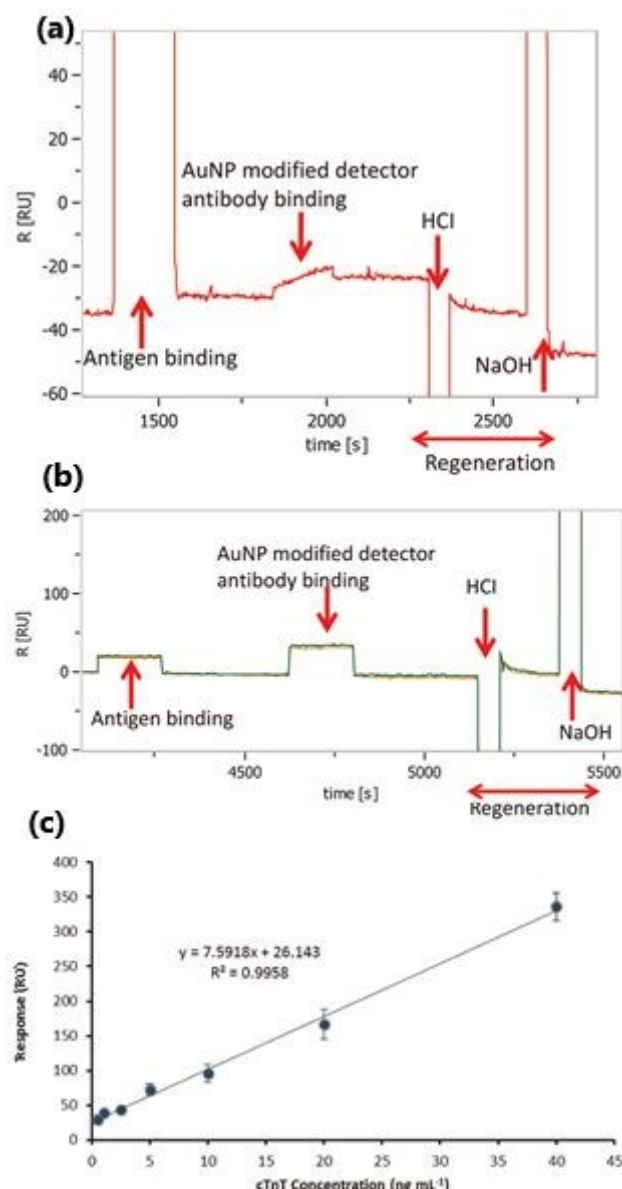 (a)
40
20
0
-20
-40
-60
R [RU]
AuNP modified detector
antibody binding
HCl
Antigen binding
NaOH
1500
2000
2500
time [s]
Regeneration
(b)
200
100
0
-100
R [RU]
AuNP modified detector
antibody binding
HCl
Antigen binding
NaOH
4500
5000
5500
time [s]
Regeneration
(c)
400
350
300
250
200
150
100
50
0
Response (RU)
y = 7.5918x + 26.143
R² = 0.9958
0
5
10
15
20
25
30
35
40
45
cTnT Concentration (ng mL⁻¹)